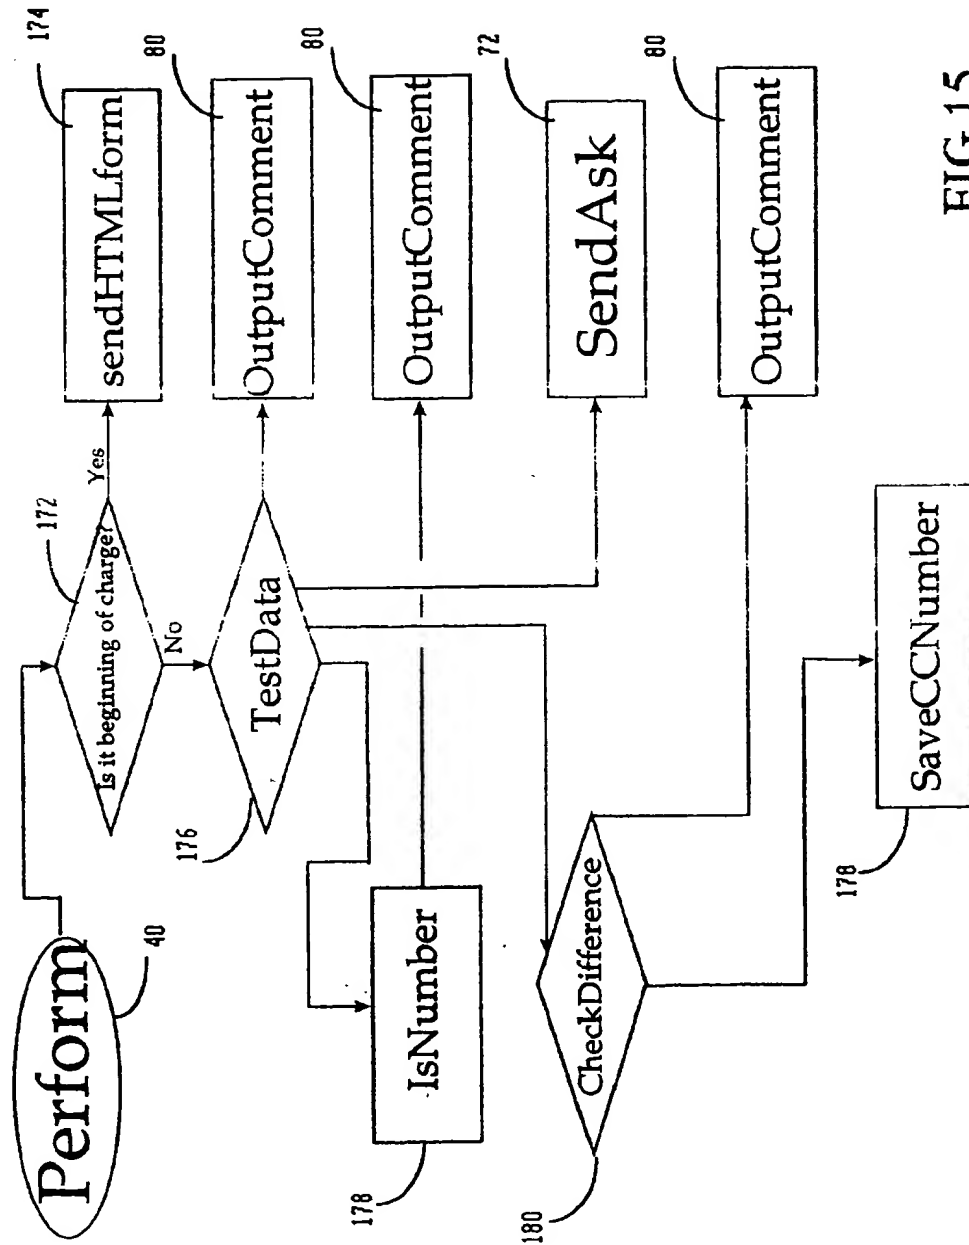 Perform
40
Is it beginning of charge?
172
Yes
sendHTMLform
174
No
TestData
176
OutputComment
80
IsNumber
178
OutputComment
80
SendAsk
72
CheckDifference
180
OutputComment
80
SaveCCNumber
178
FIG 15